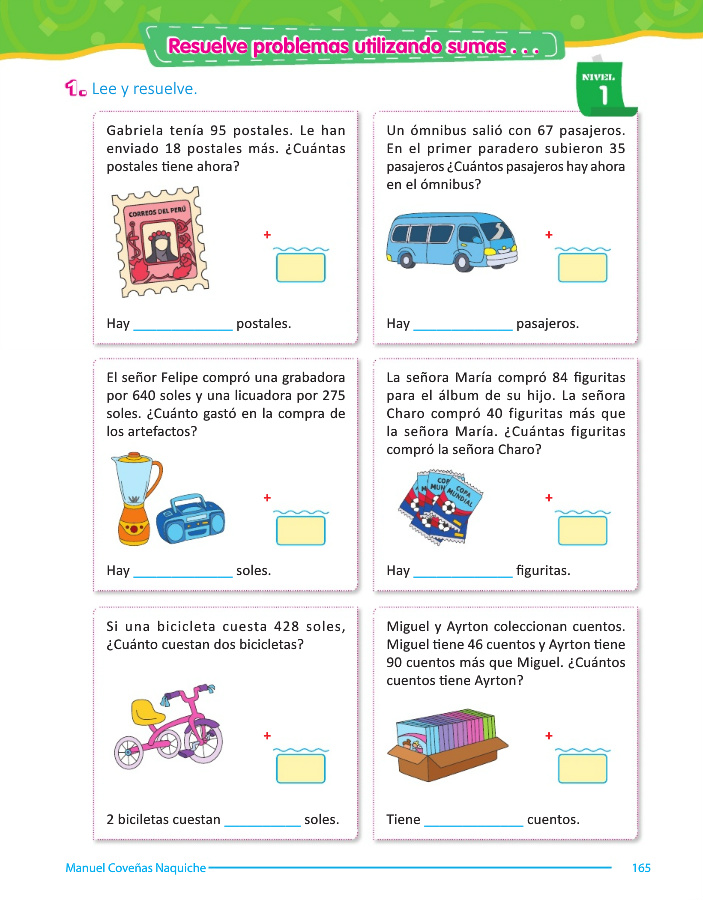 Resuelve problemas utilizando sumas . . .
NIVEL
1
1. Lee y resuelve.
Gabriela tenía 95 postales. Le han
enviado 18 postales más. ¿Cuántas
postales tiene ahora?
CORREOS DEL PERÚ
+
Hay ____________ postales.
Un ómnibus salió con 67 pasajeros.
En el primer paradero subieron 35
pasajeros ¿Cuántos pasajeros hay ahora
en el ómnibus?
+
Hay ____________ pasajeros.
El señor Felipe compró una grabadora
por 640 soles y una licuadora por 275
soles. ¿Cuánto gastó en la compra de
los artefactos?
+
Hay ____________ soles.
La señora María compró 84 figuritas
para el álbum de su hijo. La señora
Charo compró 40 figuritas más que
la señora María. ¿Cuántas figuritas
compró la señora Charo?
COPA
MUNDIAL
+
Hay ____________ figuritas.
Si una bicicleta cuesta 428 soles,
¿Cuánto cuestan dos bicicletas?
+
2 biciletas cuestan _________ soles.
Miguel y Ayrton coleccionan cuentos.
Miguel tiene 46 cuentos y Ayrton tiene
90 cuentos más que Miguel. ¿Cuántos
cuentos tiene Ayrton?
+
Tiene ____________ cuentos.
Manuel Coveñas Naquiche
165